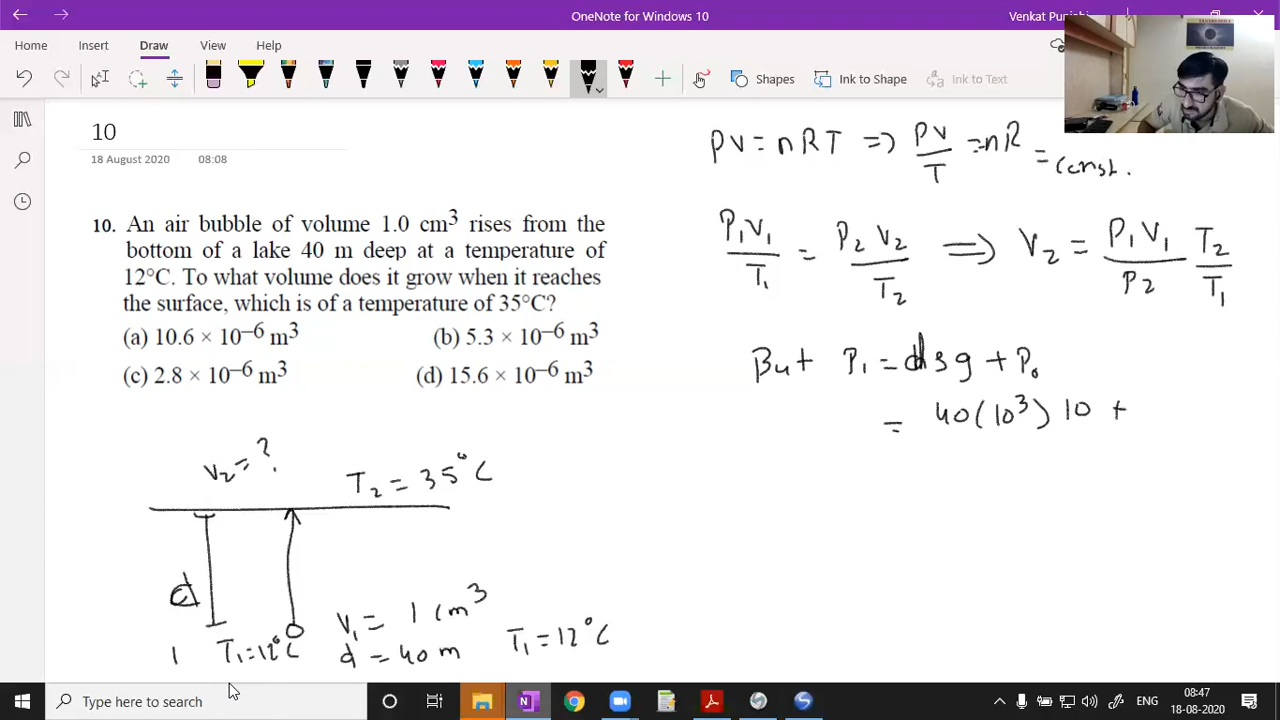 OneNote for Windows 10
Venkat Punjabi
Home Insert Draw View Help
Shapes Ink to Shape Ink to Text
10
18 August 2020 08:08
10. An air bubble of volume 1.0 cm³ rises from the
bottom of a lake 40 m deep at a temperature of
12°C. To what volume does it grow when it reaches
the surface, which is of a temperature of 35°C?
(a) 10.6 × 10⁻⁶ m³ (b) 5.3 × 10⁻⁶ m³
(c) 2.8 × 10⁻⁶ m³ (d) 15.6 × 10⁻⁶ m³
V₂ = ? T₂ = 35°C
d
V₁ = 1 cm³
1 T₁=12°C d = 40 m T₁ = 12°C
PV = nRT ⇒ PV/T = nR = const.
P₁V₁/T₁ = P₂V₂/T₂ ⇒ V₂ = P₁V₁/P₂ T₂/T₁
But P₁ = dsg + P₀
= 40(10³) 10 +
Type here to search
ENG
08:47
18-08-2020